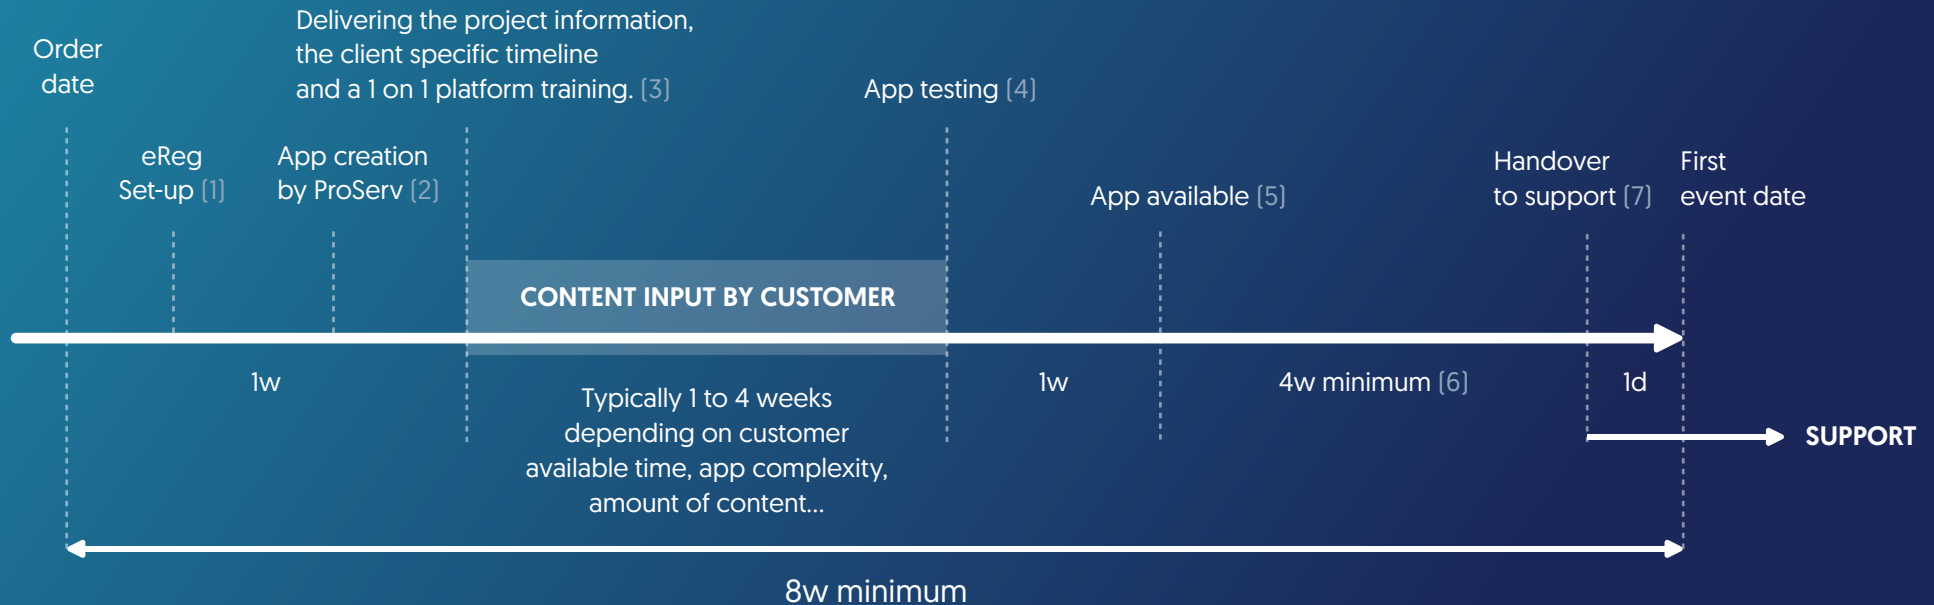 Order
date
Delivering the project information,
the client specific timeline
and a 1 on 1 platform training. (3)
App testing (4)
eReg
Set-up (1)
App creation
by ProServ (2)
App available (5)
Handover
to support (7)
First
event date
CONTENT INPUT BY CUSTOMER
1w
Typically 1 to 4 weeks
depending on customer
available time, app complexity,
amount of content...
1w
4w minimum (6)
1d
SUPPORT
8w minimum